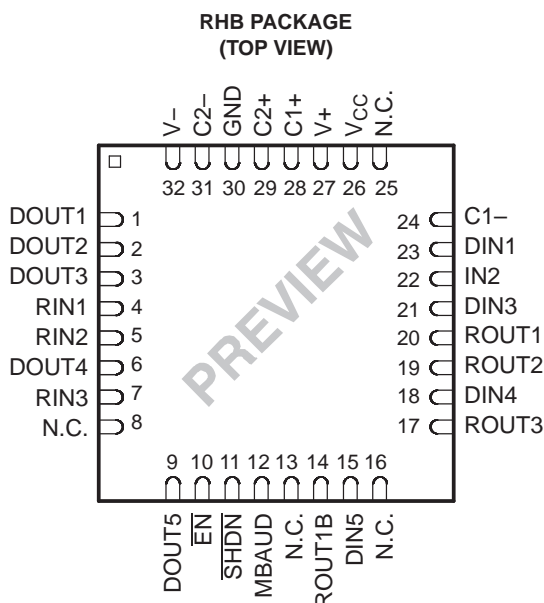 RHB PACKAGE
(TOP VIEW)
V– C2– GND C2+ C1+ V+ VCC N.C.
32 31 30 29 28 27 26 25
DOUT1 1
DOUT2 2
DOUT3 3
RIN1 4
RIN2 5
DOUT4 6
RIN3 7
N.C. 8
24 C1–
23 DIN1
22 IN2
21 DIN3
20 ROUT1
19 ROUT2
18 DIN4
17 ROUT3
PREVIEW
9 10 11 12 13 14 15 16
DOUT5 EN SHDN MBAUD N.C. ROUT1B DIN5 N.C.